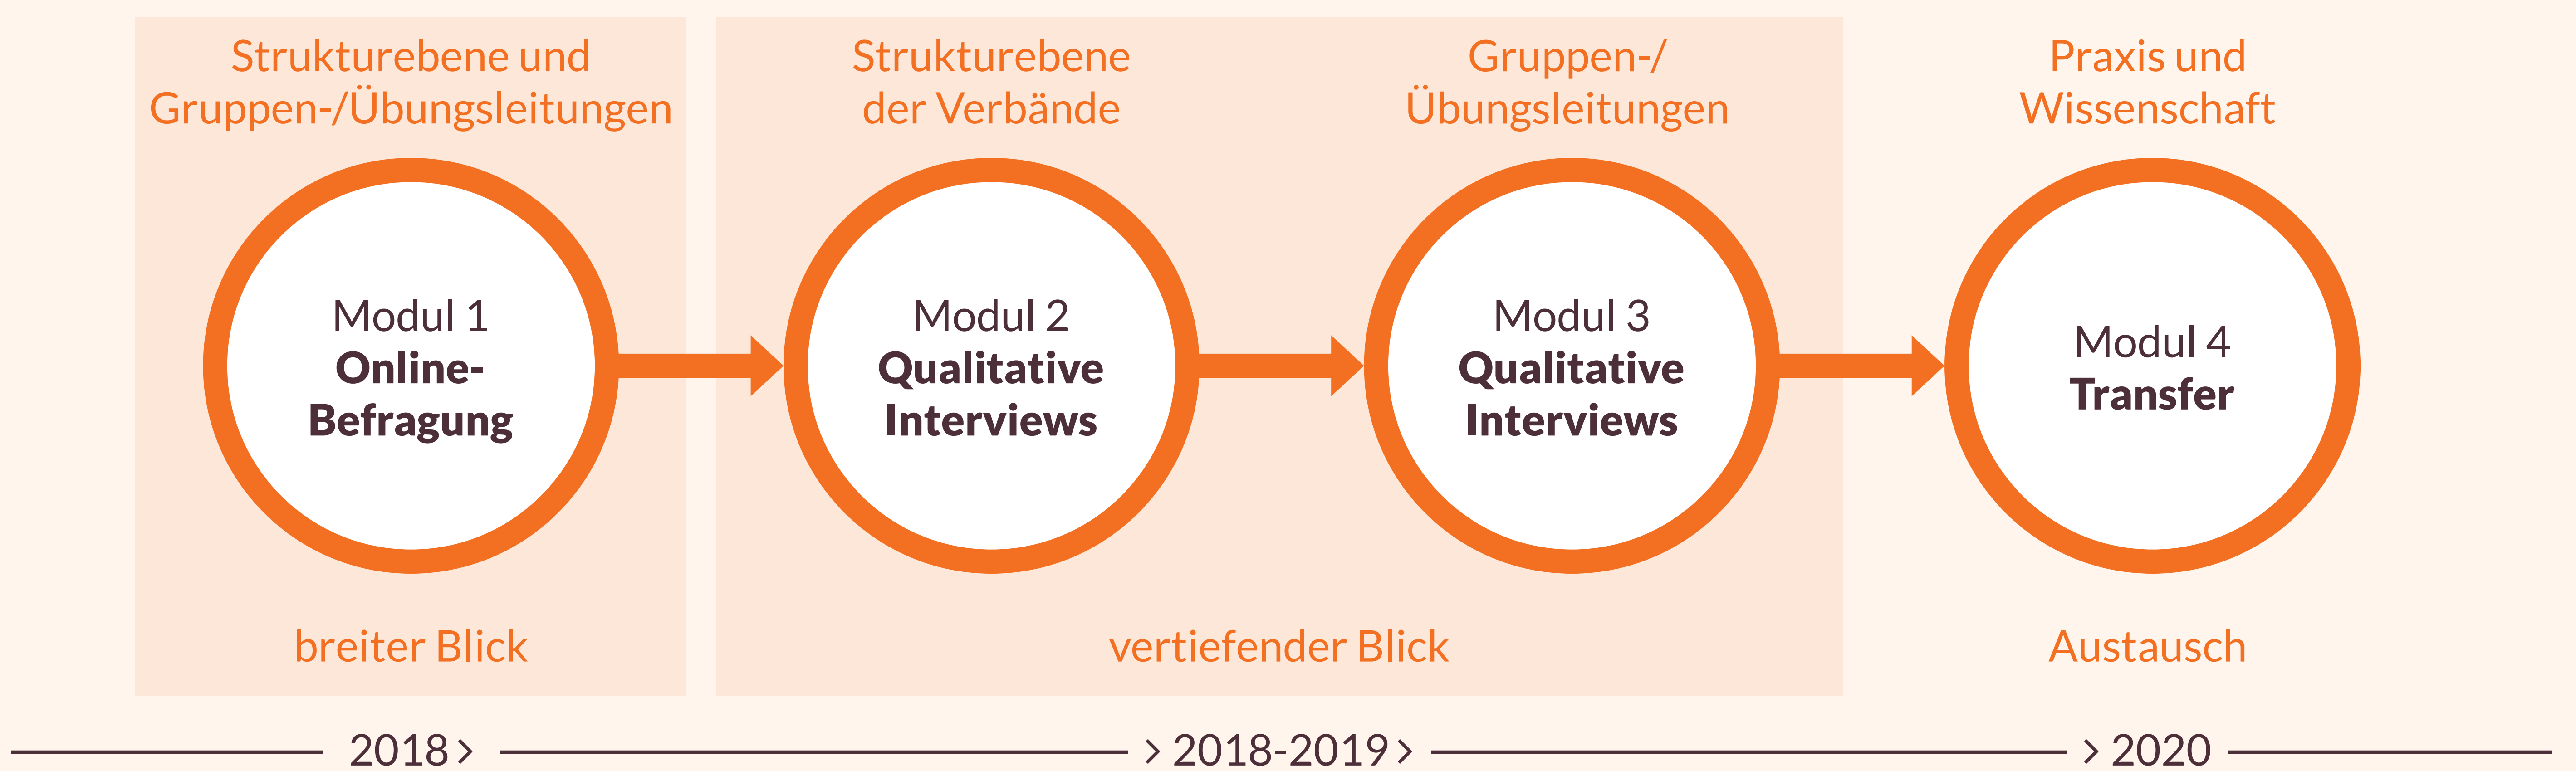 Strukturebene und
Gruppen-/Übungsleitungen
Modul 1
Online-
Befragung
breiter Blick
Strukturebene
der Verbände
Modul 2
Qualitative
Interviews
Gruppen-/
Übungsleitungen
Modul 3
Qualitative
Interviews
vertiefender Blick
Praxis und
Wissenschaft
Modul 4
Transfer
Austausch
2018 >
> 2018-2019 >
> 2020